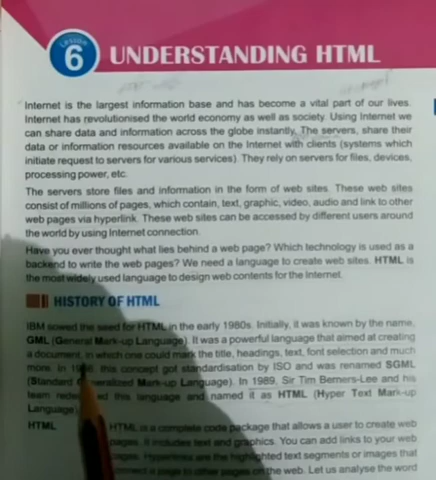 Lesson
6
UNDERSTANDING HTML
Internet is the largest information base and has become a vital part of our lives.
Internet has revolutionised the world economy as well as society. Using Internet we
can share data and information across the globe instantly. The servers, share their
data or information resources available on the Internet with clients (systems which
initiate request to servers for various services). They rely on servers for files, devices,
processing power, etc.
The servers store files and information in the form of web sites. These web sites
consist of millions of pages, which contain, text, graphic, video, audio and link to other
web pages via hyperlink. These web sites can be accessed by different users around
the world by using Internet connection.
Have you ever thought what lies behind a web page? Which technology is used as a
backend to write the web pages? We need a language to create web sites. HTML is
the most widely used language to design web contents for the Internet.
HISTORY OF HTML
IBM sowed the seed for HTML in the early 1980s. Initially, it was known by the name,
GML (General Mark-up Language). It was a powerful language that aimed at creating
a document, in which one could mark the title, headings, text, font selection and much
more. In this concept got standardisation by ISO and was renamed SGML
(Standard Mark-up Language). In 1989, Sir Tim Berners-Lee and his
team this language and named it as HTML (Hyper Text Mark-up
Language)
HTML HTML is a complete code package that allows a user to create web
pages. It includes text and graphics. You can add links to your web
pages. Hyperlinks are the highlighted text segments or images that
connect a page to other pages on the web. Let us analyse the word